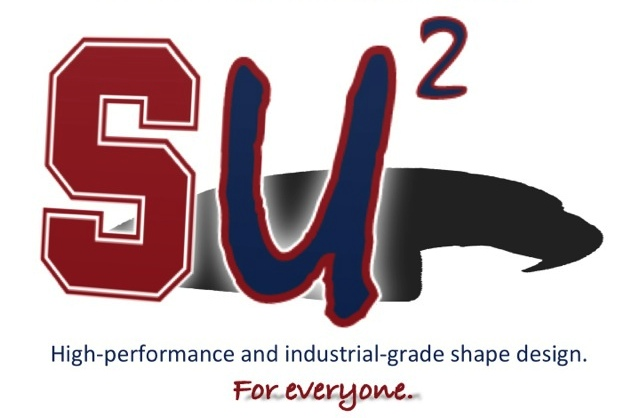 SU²
High-performance and industrial-grade shape design.
For everyone.